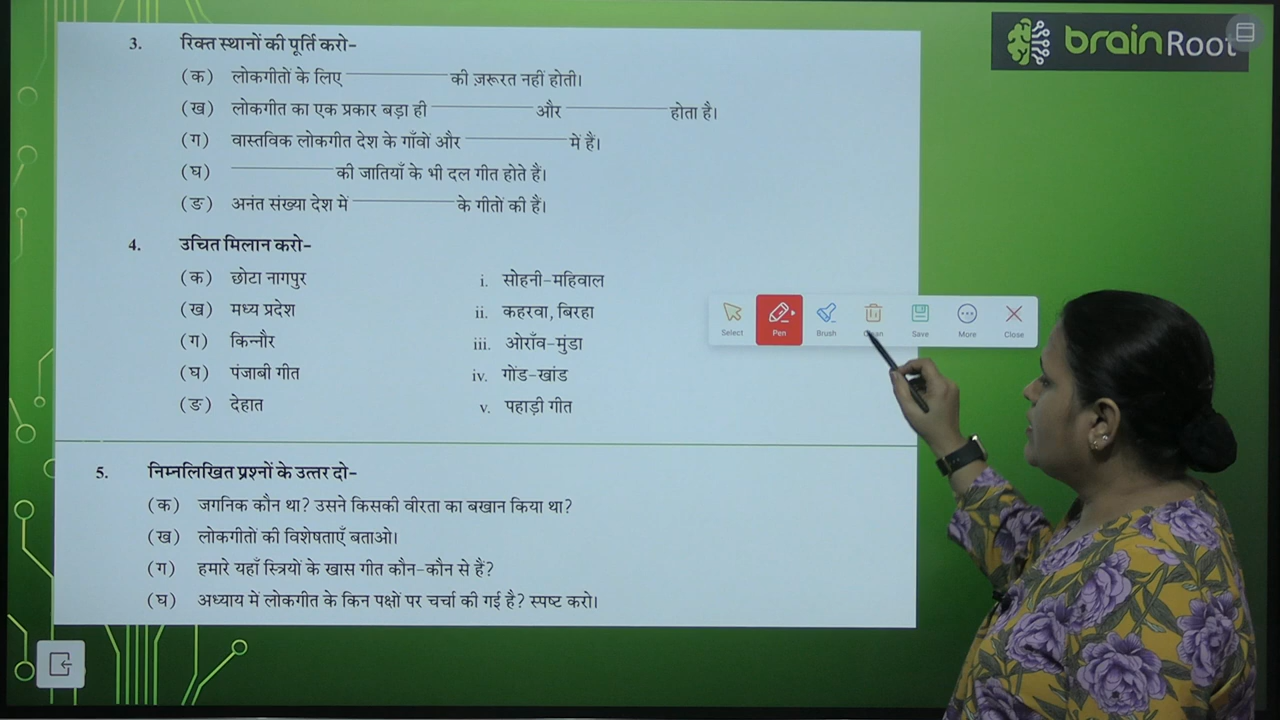 brainRoot
3. रिक्त स्थानों की पूर्ति करो-
(क) लोकगीतों के लिए ——— की ज़रूरत नहीं होती।
(ख) लोकगीत का एक प्रकार बड़ा ही ——— और ——— होता है।
(ग) वास्तविक लोकगीत देश के गाँवों और ——— में हैं।
(घ) ——— की जातियाँ के भी दल गीत होते हैं।
(ङ) अनंत संख्या देश में ——— के गीतो की हैं।
4. उचित मिलान करो-
(क) छोटा नागपुर i. सोहनी-महिवाल
(ख) मध्य प्रदेश ii. कहरवा, बिरहा
(ग) किन्नौर iii. ओराँव-मुंडा
(घ) पंजाबी गीत iv. गोंड-खांड
(ङ) देहात v. पहाड़ी गीत
Select Pen Brush Save More Close
5. निम्नलिखित प्रश्नों के उत्तर दो-
(क) जगनिक कौन था? उसने किसकी वीरता का बखान किया था?
(ख) लोकगीतों की विशेषताएँ बताओ।
(ग) हमारे यहाँ स्त्रियों के खास गीत कौन-कौन से हैं?
(घ) अध्याय में लोकगीत के किन पक्षों पर चर्चा की गई है? स्पष्ट करो।